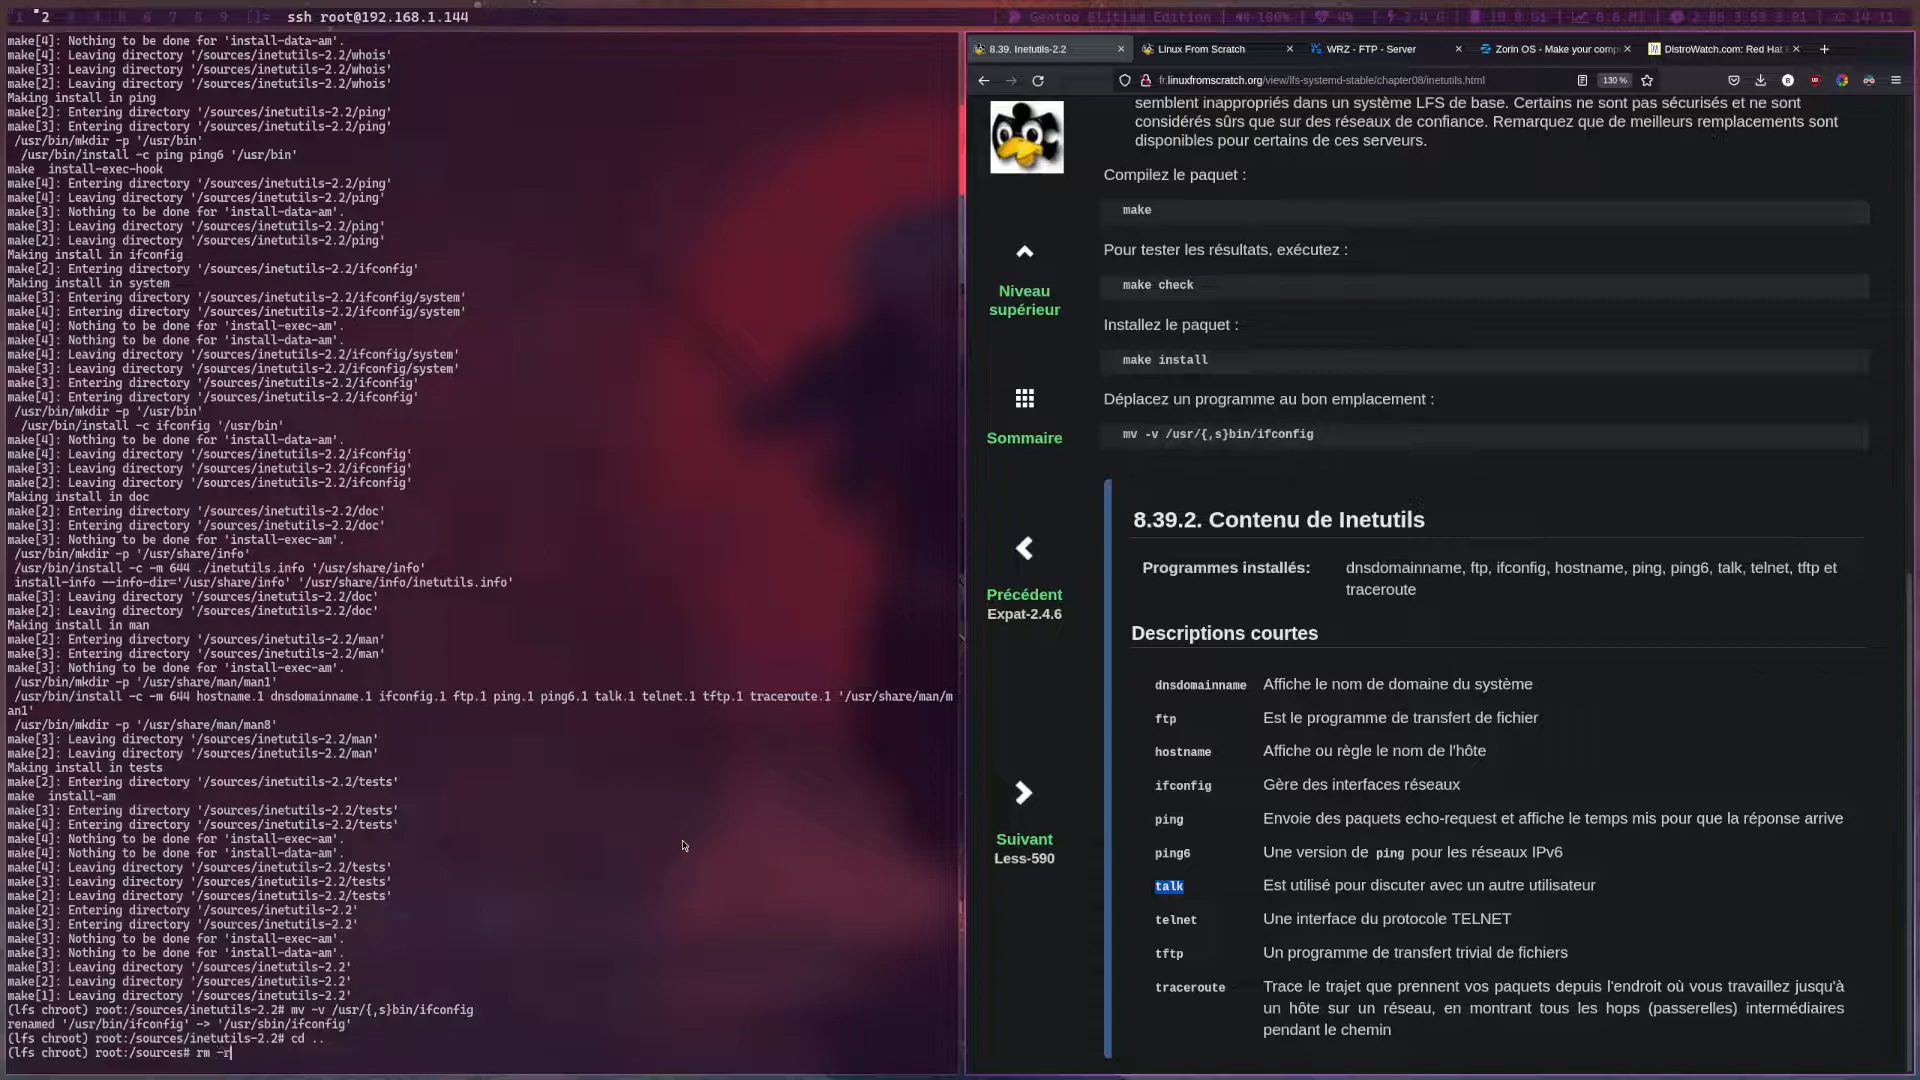 1 2 3 4 5 6 7 8 9 []= ssh root@192.168.1.144
Gentoo Elitism Edition
make[4]: Nothing to be done for 'install-data-am'.
make[4]: Leaving directory '/sources/inetutils-2.2/whois'
make[3]: Leaving directory '/sources/inetutils-2.2/whois'
make[2]: Leaving directory '/sources/inetutils-2.2/whois'
Making install in ping
make[2]: Entering directory '/sources/inetutils-2.2/ping'
make[3]: Entering directory '/sources/inetutils-2.2/ping'
/usr/bin/mkdir -p '/usr/bin'
/usr/bin/install -c ping ping6 '/usr/bin'
make  install-exec-hook
make[4]: Entering directory '/sources/inetutils-2.2/ping'
make[4]: Leaving directory '/sources/inetutils-2.2/ping'
make[3]: Nothing to be done for 'install-data-am'.
make[3]: Leaving directory '/sources/inetutils-2.2/ping'
make[2]: Leaving directory '/sources/inetutils-2.2/ping'
Making install in ifconfig
make[2]: Entering directory '/sources/inetutils-2.2/ifconfig'
Making install in system
make[3]: Entering directory '/sources/inetutils-2.2/ifconfig/system'
make[4]: Entering directory '/sources/inetutils-2.2/ifconfig/system'
make[4]: Nothing to be done for 'install-exec-am'.
make[4]: Nothing to be done for 'install-data-am'.
make[4]: Leaving directory '/sources/inetutils-2.2/ifconfig/system'
make[3]: Leaving directory '/sources/inetutils-2.2/ifconfig/system'
make[3]: Entering directory '/sources/inetutils-2.2/ifconfig'
make[4]: Entering directory '/sources/inetutils-2.2/ifconfig'
/usr/bin/mkdir -p '/usr/bin'
/usr/bin/install -c ifconfig '/usr/bin'
make[4]: Nothing to be done for 'install-data-am'.
make[4]: Leaving directory '/sources/inetutils-2.2/ifconfig'
make[3]: Leaving directory '/sources/inetutils-2.2/ifconfig'
make[2]: Leaving directory '/sources/inetutils-2.2/ifconfig'
Making install in doc
make[2]: Entering directory '/sources/inetutils-2.2/doc'
make[3]: Entering directory '/sources/inetutils-2.2/doc'
make[3]: Nothing to be done for 'install-exec-am'.
/usr/bin/mkdir -p '/usr/share/info'
/usr/bin/install -c -m 644 ./inetutils.info '/usr/share/info'
install-info --info-dir='/usr/share/info' '/usr/share/info/inetutils.info'
make[3]: Leaving directory '/sources/inetutils-2.2/doc'
make[2]: Leaving directory '/sources/inetutils-2.2/doc'
Making install in man
make[2]: Entering directory '/sources/inetutils-2.2/man'
make[3]: Entering directory '/sources/inetutils-2.2/man'
make[3]: Nothing to be done for 'install-exec-am'.
/usr/bin/mkdir -p '/usr/share/man/man1'
/usr/bin/install -c -m 644 hostname.1 dnsdomainname.1 ifconfig.1 ftp.1 ping.1 ping6.1 talk.1 telnet.1 tftp.1 traceroute.1 '/usr/share/man/m
an1'
/usr/bin/mkdir -p '/usr/share/man/man8'
make[3]: Leaving directory '/sources/inetutils-2.2/man'
make[2]: Leaving directory '/sources/inetutils-2.2/man'
Making install in tests
make[2]: Entering directory '/sources/inetutils-2.2/tests'
make  install-am
make[3]: Entering directory '/sources/inetutils-2.2/tests'
make[4]: Entering directory '/sources/inetutils-2.2/tests'
make[4]: Nothing to be done for 'install-exec-am'.
make[4]: Nothing to be done for 'install-data-am'.
make[4]: Leaving directory '/sources/inetutils-2.2/tests'
make[3]: Leaving directory '/sources/inetutils-2.2/tests'
make[2]: Leaving directory '/sources/inetutils-2.2/tests'
make[2]: Entering directory '/sources/inetutils-2.2'
make[3]: Entering directory '/sources/inetutils-2.2'
make[3]: Nothing to be done for 'install-exec-am'.
make[3]: Nothing to be done for 'install-data-am'.
make[3]: Leaving directory '/sources/inetutils-2.2'
make[2]: Leaving directory '/sources/inetutils-2.2'
make[1]: Leaving directory '/sources/inetutils-2.2'
(lfs chroot) root:/sources/inetutils-2.2# mv -v /usr/{,s}bin/ifconfig
renamed '/usr/bin/ifconfig' -> '/usr/sbin/ifconfig'
(lfs chroot) root:/sources/inetutils-2.2# cd ..
(lfs chroot) root:/sources# rm -r
8.39. Inetutils-2.2
Linux From Scratch
WRZ - FTP - Server
Zorin OS - Make your comp
DistroWatch.com: Red Hat E
fr.linuxfromscratch.org/view/lfs-systemd-stable/chapter08/inetutils.html
130 %
semblent inappropriés dans un système LFS de base. Certains ne sont pas sécurisés et ne sont
considérés sûrs que sur des réseaux de confiance. Remarquez que de meilleurs remplacements sont
disponibles pour certains de ces serveurs.
Compilez le paquet :
make
Pour tester les résultats, exécutez :
make check
Installez le paquet :
make install
Déplacez un programme au bon emplacement :
mv -v /usr/{,s}bin/ifconfig
Niveau
supérieur
Sommaire
Précédent
Expat-2.4.6
Suivant
Less-590
8.39.2. Contenu de Inetutils
Programmes installés: dnsdomainname, ftp, ifconfig, hostname, ping, ping6, talk, telnet, tftp et
traceroute
Descriptions courtes
dnsdomainname Affiche le nom de domaine du système
ftp Est le programme de transfert de fichier
hostname Affiche ou règle le nom de l'hôte
ifconfig Gère des interfaces réseaux
ping Envoie des paquets echo-request et affiche le temps mis pour que la réponse arrive
ping6 Une version de ping pour les réseaux IPv6
talk Est utilisé pour discuter avec un autre utilisateur
telnet Une interface du protocole TELNET
tftp Un programme de transfert trivial de fichiers
traceroute Trace le trajet que prennent vos paquets depuis l'endroit où vous travaillez jusqu'à
un hôte sur un réseau, en montrant tous les hops (passerelles) intermédiaires
pendant le chemin